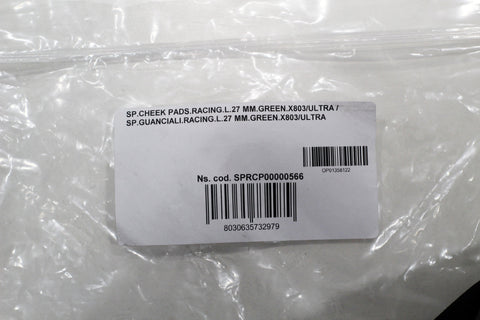 SP.CHEEK PADS.RACING.L.27 MM.GREEN.X803/ULTRA /
SP.GUANCIALI.RACING.L.27 MM.GREEN.X803/ULTRA
OP01358122
Ns. cod. SPRCP00000566
8030635732979